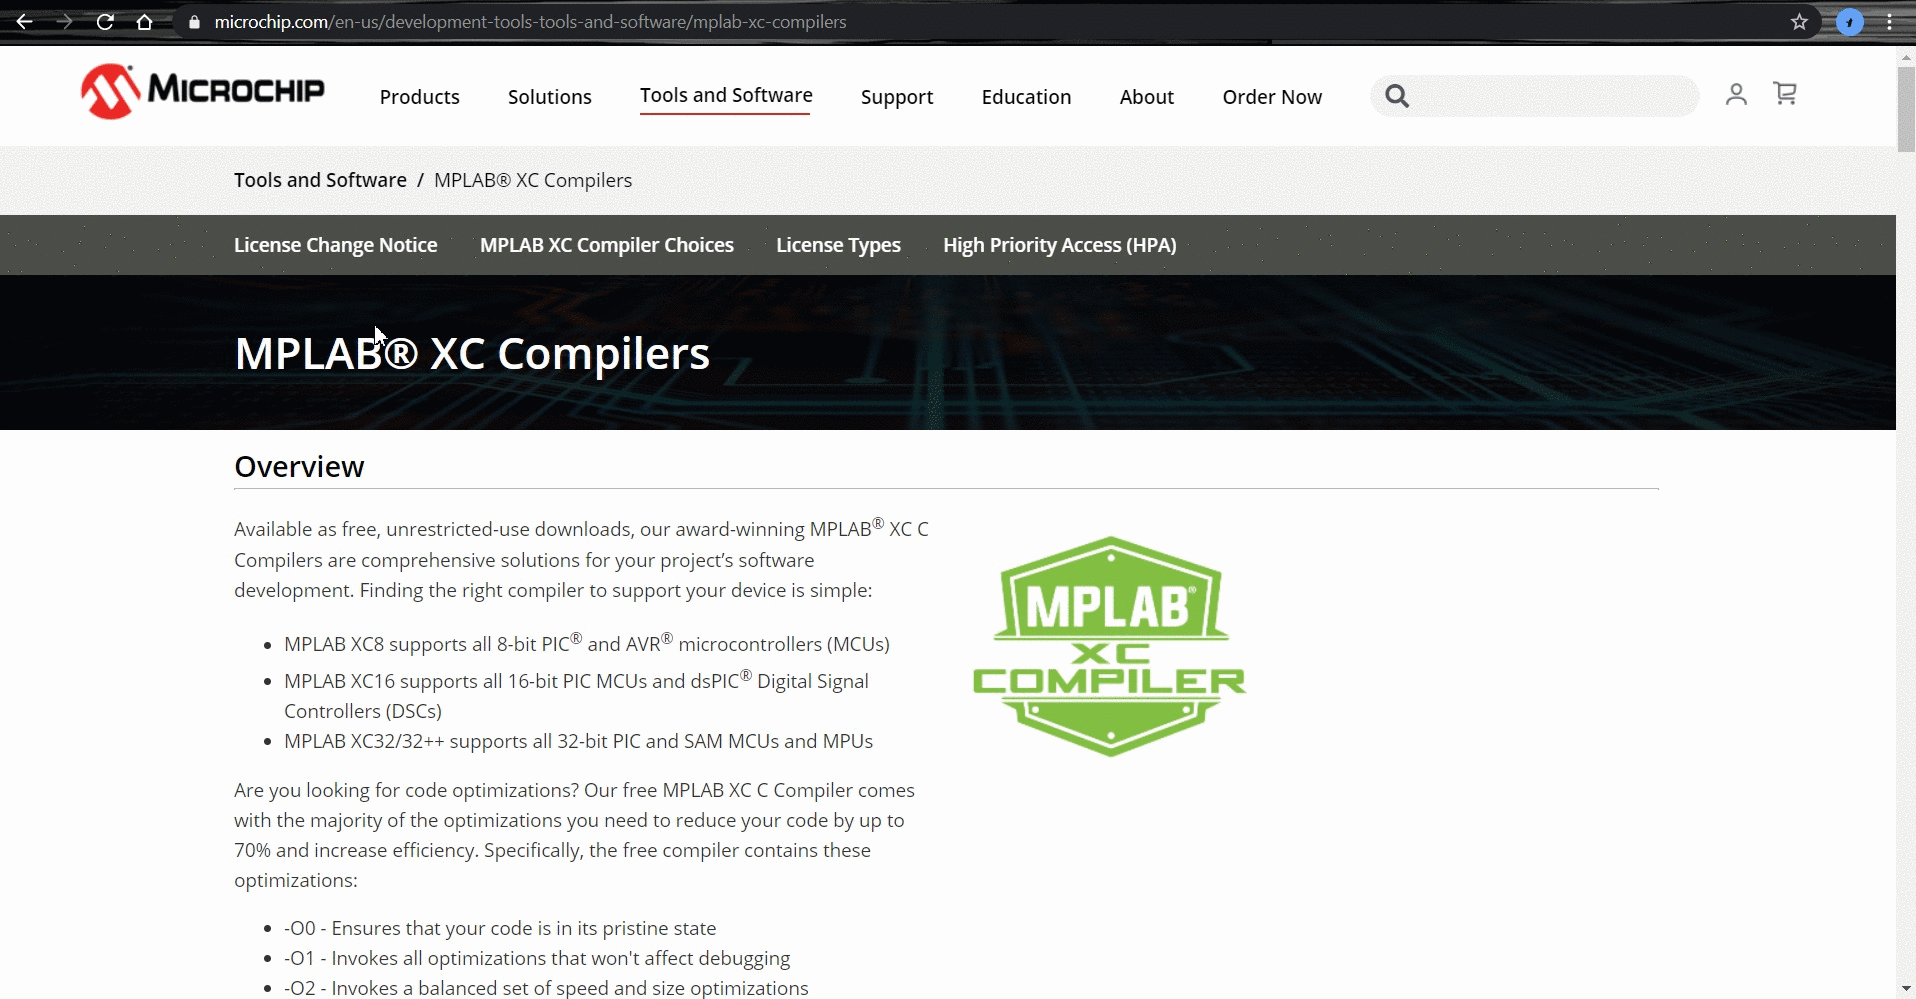 microchip.com/en-us/development-tools-tools-and-software/mplab-xc-compilers
MICROCHIP
Products Solutions Tools and Software Support Education About Order Now
Tools and Software / MPLAB® XC Compilers
License Change Notice MPLAB XC Compiler Choices License Types High Priority Access (HPA)
MPLAB® XC Compilers
Overview
Available as free, unrestricted-use downloads, our award-winning MPLAB® XC C
Compilers are comprehensive solutions for your project’s software
development. Finding the right compiler to support your device is simple:
• MPLAB XC8 supports all 8-bit PIC® and AVR® microcontrollers (MCUs)
• MPLAB XC16 supports all 16-bit PIC MCUs and dsPIC® Digital Signal
Controllers (DSCs)
• MPLAB XC32/32++ supports all 32-bit PIC and SAM MCUs and MPUs
MPLAB®
XC
COMPILER
Are you looking for code optimizations? Our free MPLAB XC C Compiler comes
with the majority of the optimizations you need to reduce your code by up to
70% and increase efficiency. Specifically, the free compiler contains these
optimizations:
• -O0 - Ensures that your code is in its pristine state
• -O1 - Invokes all optimizations that won't affect debugging
• -O2 - Invokes a balanced set of speed and size optimizations